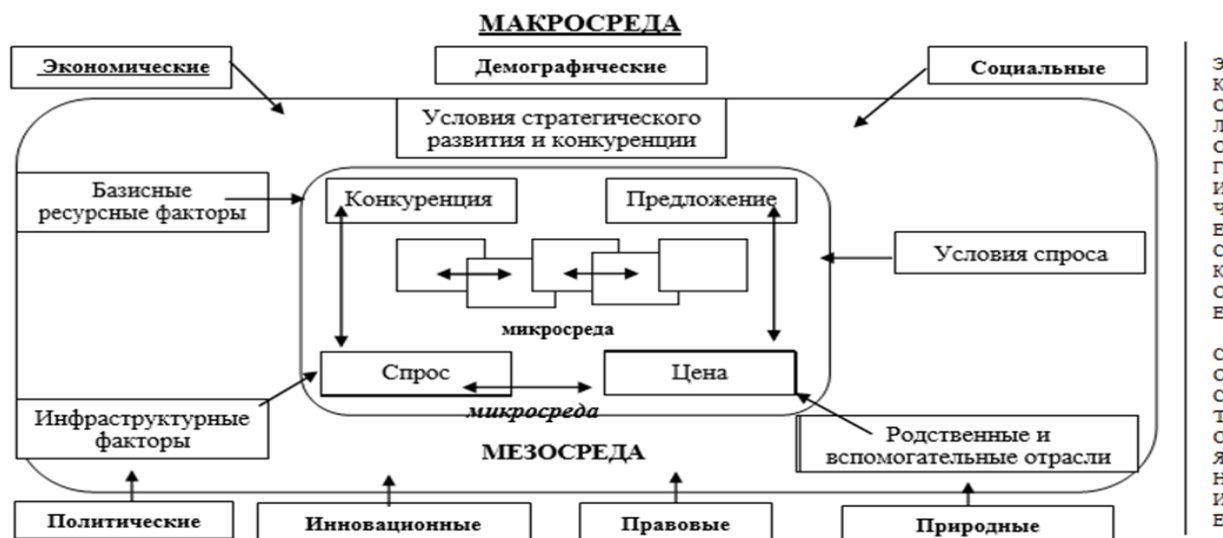 МАКРОСРЕДА
Экономические
Демографические
Социальные
Условия стратегического
развития и конкуренции
Базисные
ресурсные факторы
Конкуренция
Предложение
Условия спроса
микросреда
Спрос
Цена
микросреда
Инфраструктурные
факторы
МЕЗОСРЕДА
Родственные и
вспомогательные отрасли
Политические
Инновационные
Правовые
Природные
Э
К
О
Л
О
Г
И
Ч
Е
С
К
О
Е
С
О
С
Т
О
Я
Н
И
Е